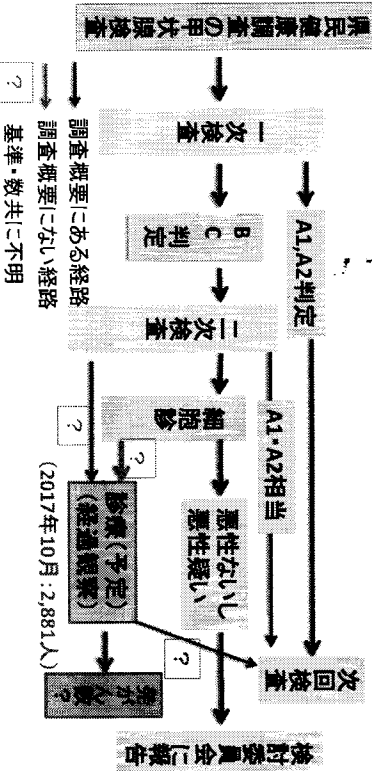 県民健康調査の甲状腺検査
一次検査
A1,A2判定
B
C
判定
二次検査
A1・A2相当
細胞診
悪性ないし
悪性疑い
診療(予定)
(経過観察)
(2017年10月:2,881人)
次回検査
検討委員会に報告
?
?
?
調査概要にある経路
調査概要にない経路
?
基準・数共に不明